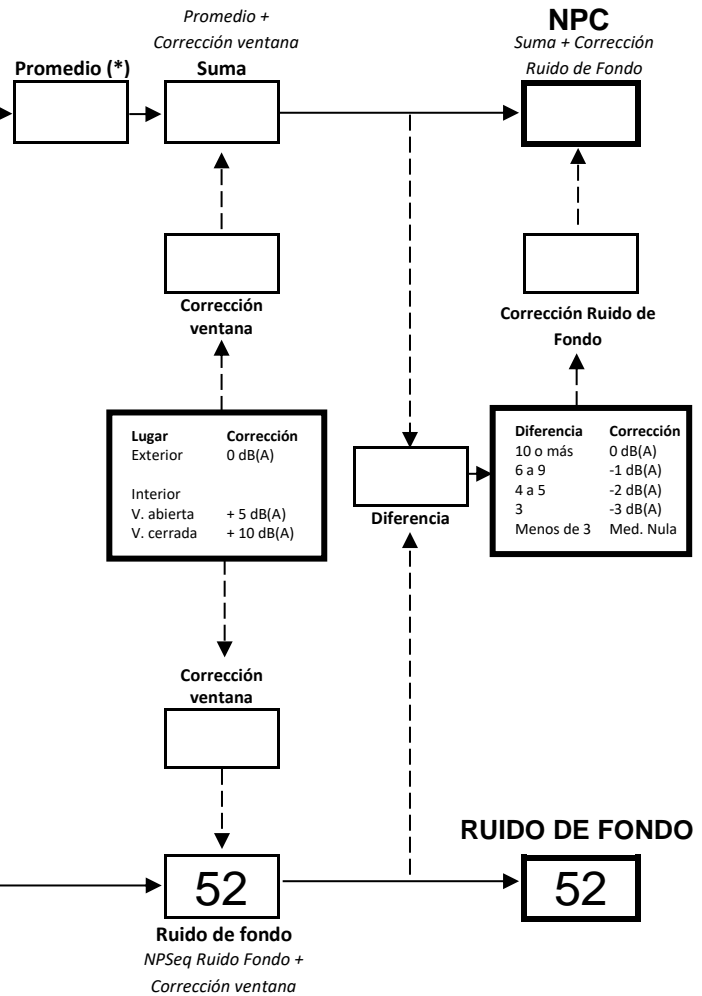 Promedio +
Corrección ventana
NPC
Suma + Corrección
Ruido de Fondo
Promedio (*)
Suma
Corrección
ventana
Corrección Ruido de
Fondo
Lugar Corrección
Exterior 0 dB(A)
Interior
V. abierta + 5 dB(A)
V. cerrada + 10 dB(A)
Diferencia
Diferencia Corrección
10 o más 0 dB(A)
6 a 9 -1 dB(A)
4 a 5 -2 dB(A)
3 -3 dB(A)
Menos de 3 Med. Nula
Corrección
ventana
RUIDO DE FONDO
52
52
Ruido de fondo
NPSeq Ruido Fondo +
Corrección ventana